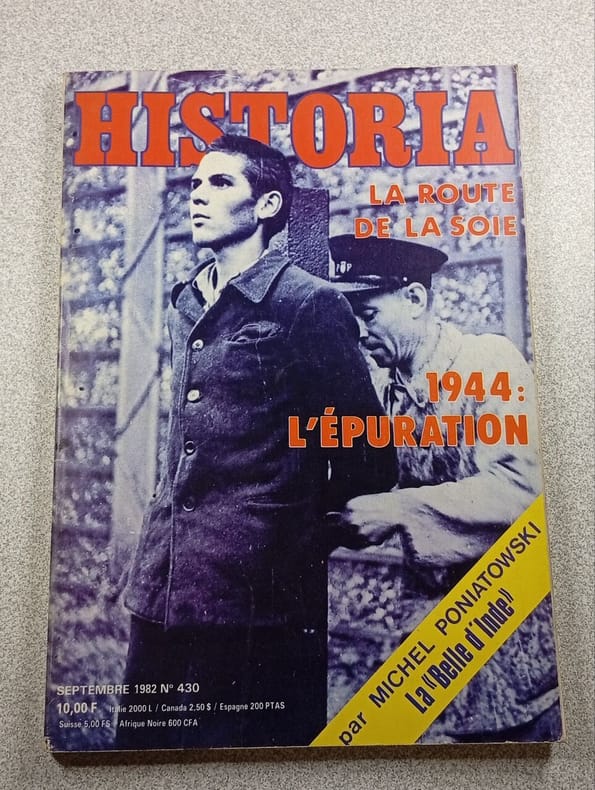 HISTORIA
LA ROUTE
DE LA SOIE
1944:
L'ÉPURATION
par MICHEL PONIATOWSKI
La "Belle d'Inde"
SEPTEMBRE 1982 Nº 430
10,00 F Italie 2000 L / Canada 2,50 $ / Espagne 200 PTAS
Suisse 5,00 FS Afrique Noire 600 CFA